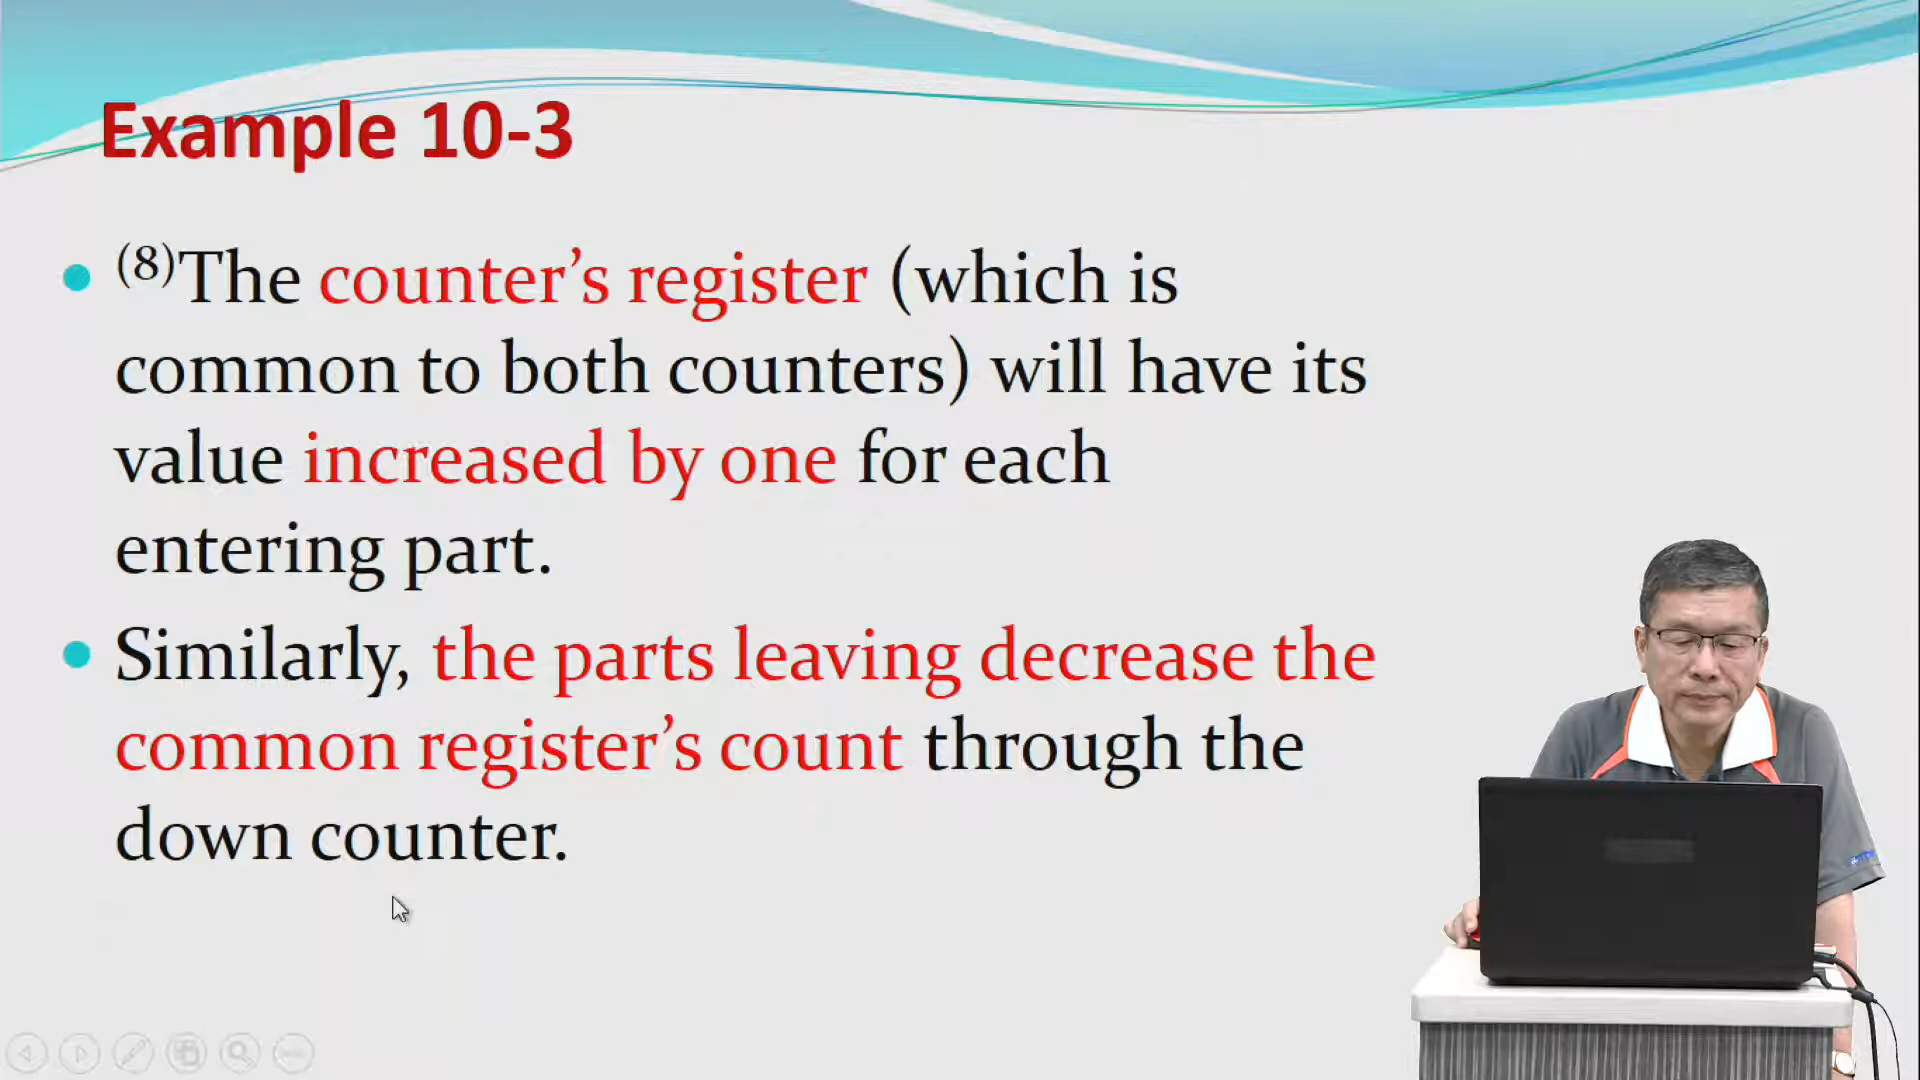 Example 10-3
(8)The counter's register (which is
common to both counters) will have its
value increased by one for each
entering part.
Similarly, the parts leaving decrease the
common register's count through the
down counter.